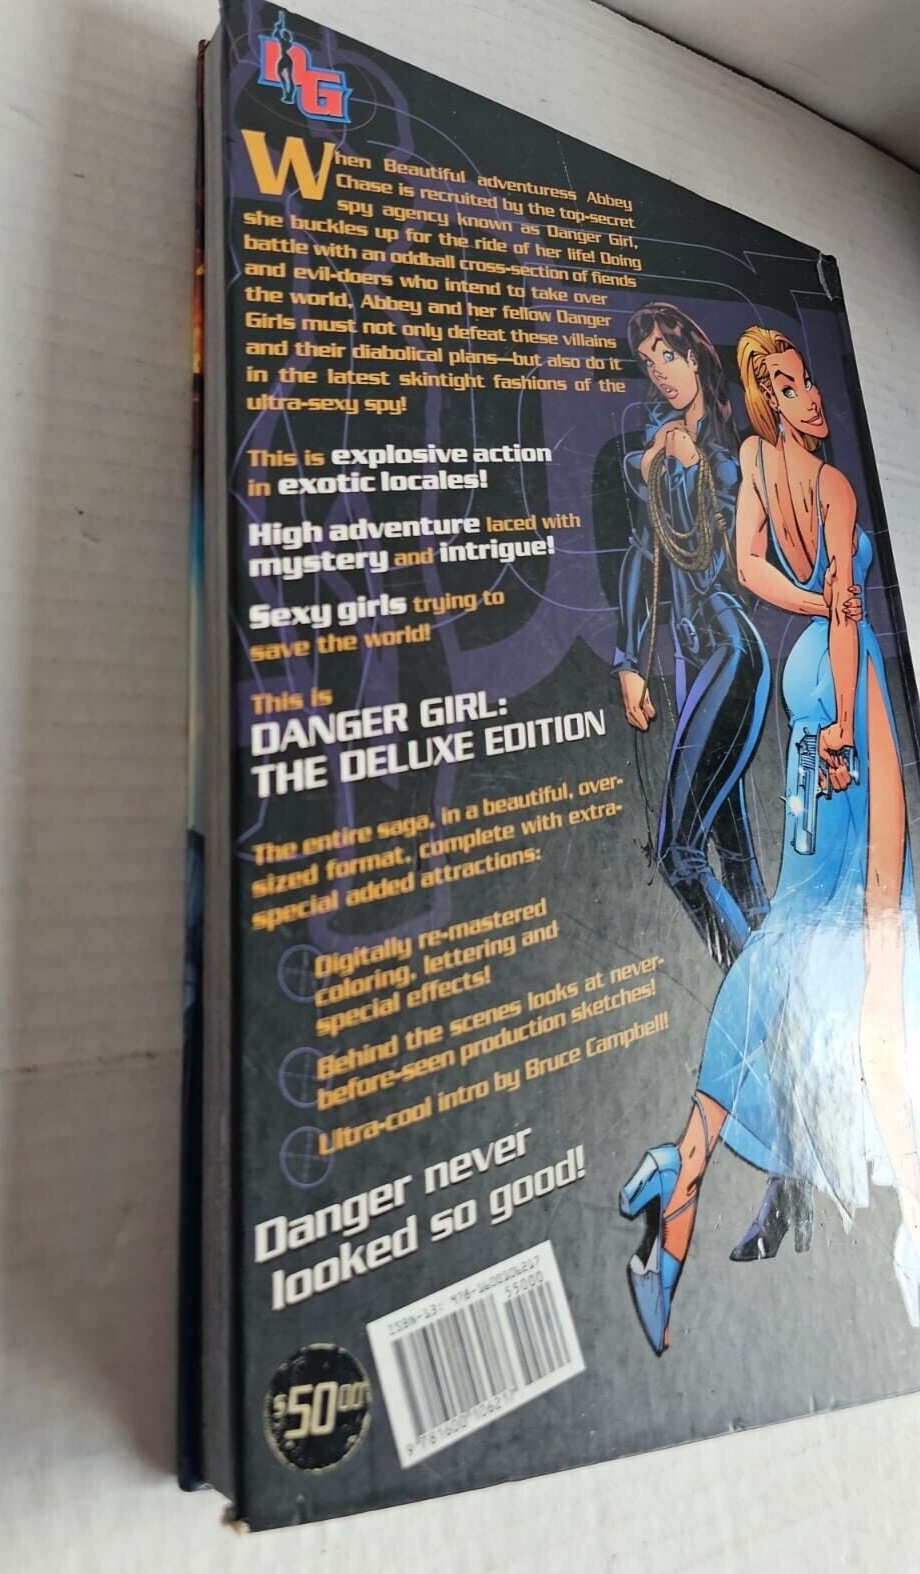 DG
When Beautiful adventuress Abbey
Chase is recruited by the top-secret
spy agency known as Danger Girl,
she buckles up for the ride of her life! Doing
battle with an oddball cross-section of fiends
and evil-doers who intend to take over
the world, Abbey and her fellow Danger
Girls must not only defeat these villains
and their diabolical plans—but also do it
in the latest skintight fashions of the
ultra-sexy spy!
This is explosive action
in exotic locales!
High adventure laced with
mystery and intrigue!
Sexy girls trying to
save the world!
This is
DANGER GIRL:
THE DELUXE EDITION
The entire saga, in a beautiful, over-
sized format, complete with extra-
special added attractions:
Digitally re-mastered
coloring, lettering and
special effects!
Behind the scenes looks at never-
before-seen production sketches!
Ultra-cool intro by Bruce Campbell!
Danger never
looked so good!
ISBN-13: 978-1600106217
55000
9781600106217
$50.00